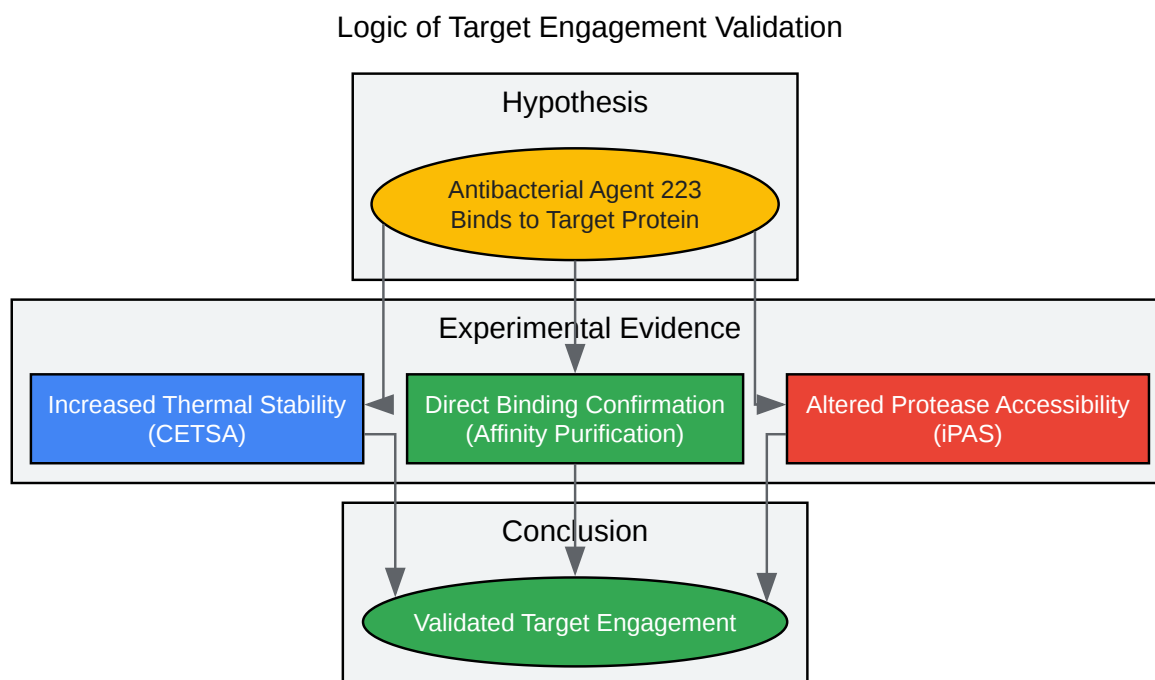 Logic of Target Engagement Validation
Hypothesis
Antibacterial Agent 223
Binds to Target Protein
Experimental Evidence
Increased Thermal Stability
(CETSA)
Direct Binding Confirmation
(Affinity Purification)
Altered Protease Accessibility
(iPAS)
Conclusion
Validated Target Engagement